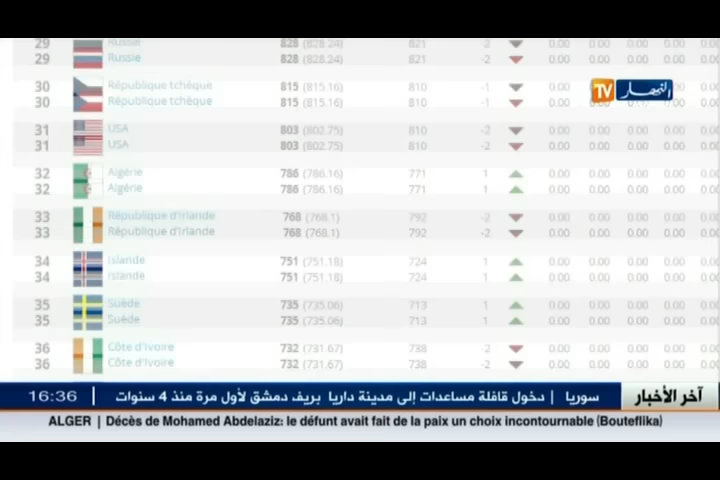 29 Russie 828 (828.24) 821 -2 0.00 0.00 0.00 0.00
29 Russie 828 (828.24) 821 -2 0.00 0.00 0.00 0.00
30 République tchèque 815 (815.16) 810 -1 0.00
30 République tchèque 815 (815.16) 810 -1 0.00
النهار TV
31 USA 803 (802.75) 810 -2 0.00 0.00 0.00 0.00
31 USA 803 (802.75) 810 -2 0.00 0.00 0.00 0.00
32 Algérie 786 (786.16) 771 1 0.00 0.00 0.00 0.00
32 Algérie 786 (786.16) 771 1 0.00 0.00 0.00 0.00
33 République d'Irlande 768 (768.1) 792 -2 0.00 0.00 0.00 0.00
33 République d'Irlande 768 (768.1) 792 -2 0.00 0.00 0.00 0.00
34 Islande 751 (751.18) 724 1 0.00 0.00 0.00 0.00
34 Islande 751 (751.18) 724 1 0.00 0.00 0.00 0.00
35 Suède 735 (735.06) 713 1 0.00 0.00 0.00 0.00
35 Suède 735 (735.06) 713 1 0.00 0.00 0.00 0.00
36 Côte d'Ivoire 732 (731.67) 738 -2 0.00 0.00 0.00 0.00
36 Côte d'Ivoire 732 (731.67) 738 -2 0.00 0.00 0.00 0.00
آخر الأخبار سوريا | دخول قافلة مساعدات إلى مدينة داريا بريف دمشق لأول مرة منذ 4 سنوات 16:36
ALGER | Décès de Mohamed Abdelaziz: le défunt avait fait de la paix un choix incontournable (Bouteflika)